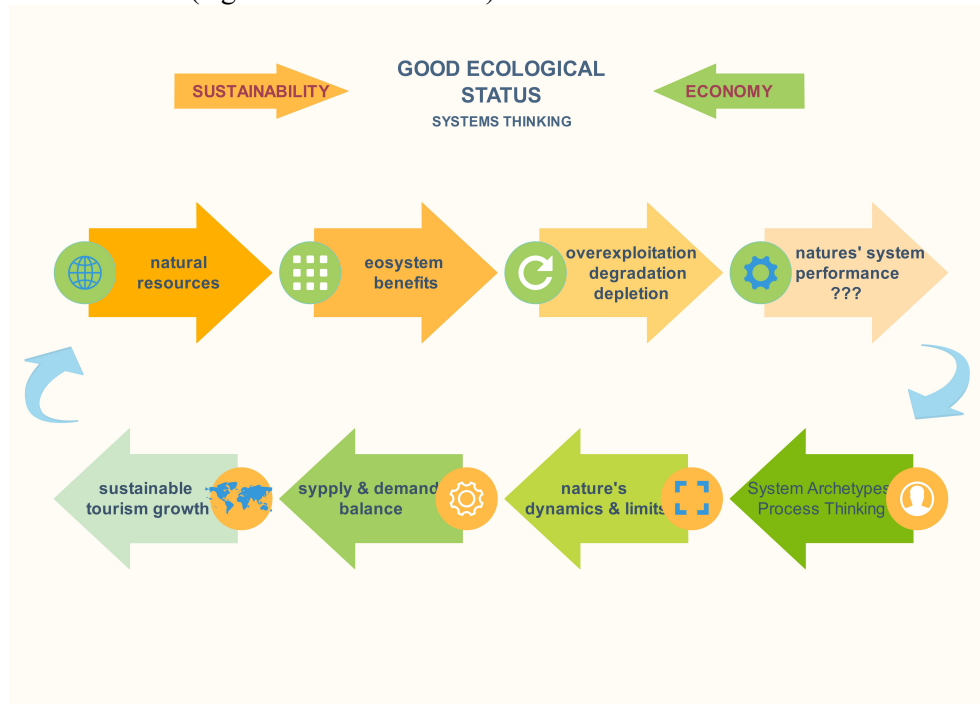 GOOD ECOLOGICAL
STATUS
SYSTEMS THINKING
SUSTAINABILITY
ECONOMY
natural
resources
eosystem
benefits
overexploitation
degradation
depletion
natures' system
performance
???
sustainable
tourism growth
sypply & demand
balance
nature's
dynamics & limits
System Archetypes
Process Thinking